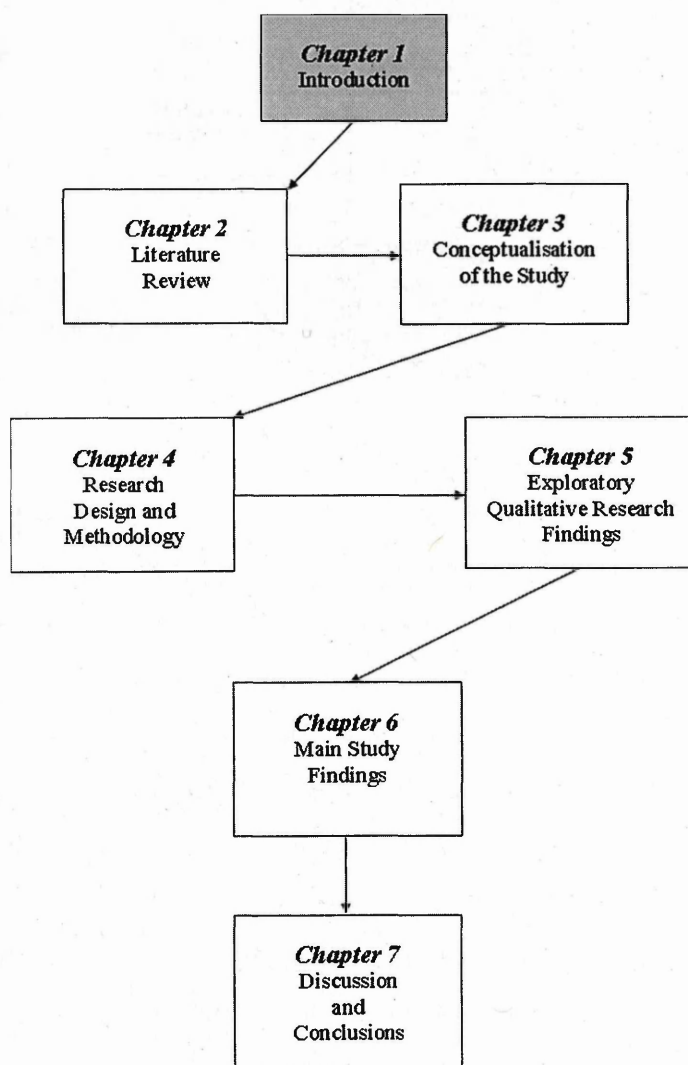 Chapter 1
Introduction
Chapter 2
Literature
Review
Chapter 3
Conceptualisation
of the Study
Chapter 4
Research
Design and
Methodology
Chapter 5
Exploratory
Qualitative Research
Findings
Chapter 6
Main Study
Findings
Chapter 7
Discussion
and
Conclusions